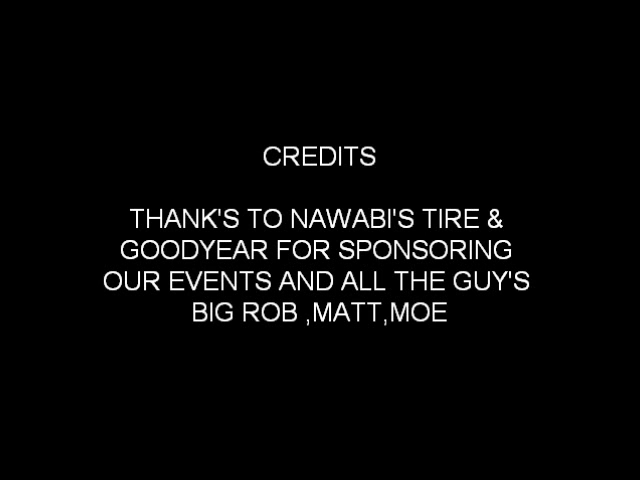 CREDITS
THANK'S TO NAWABI'S TIRE &
GOODYEAR FOR SPONSORING
OUR EVENTS AND ALL THE GUY'S
BIG ROB ,MATT,MOE